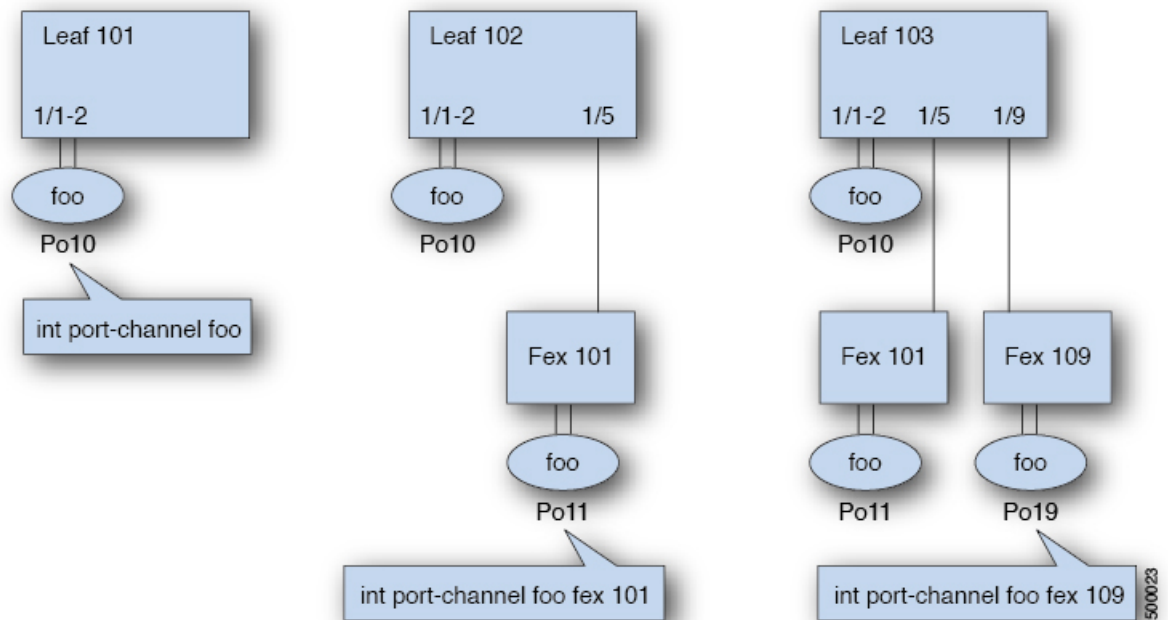 Leaf 101
1/1-2
foo
Po10
int port-channel foo
Leaf 102
1/1-2 1/5
foo
Po10
Fex 101
foo
Po11
int port-channel foo fex 101
Leaf 103
1/1-2 1/5 1/9
foo
Po10
Fex 101
foo
Po11
Fex 109
foo
Po19
int port-channel foo fex 109
500023